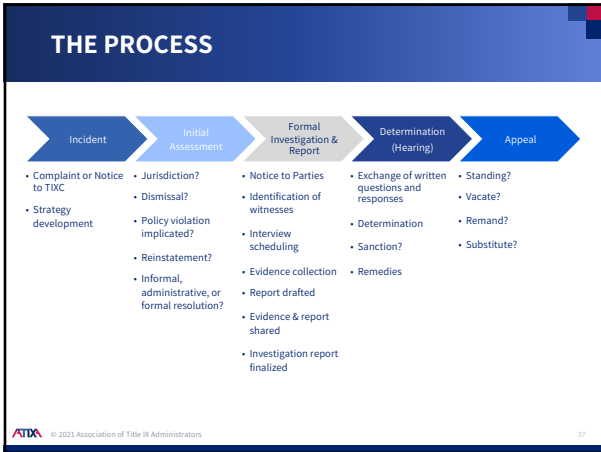 THE PROCESS
Incident
Initial
Assessment
Formal
Investigation &
Report
Determination
(Hearing)
Appeal
• Complaint or Notice
to TIXC
• Strategy
development
• Jurisdiction?
• Dismissal?
• Policy violation
implicated?
• Reinstatement?
• Informal,
administrative, or
formal resolution?
• Notice to Parties
• Identification of
witnesses
• Interview
scheduling
• Evidence collection
• Report drafted
• Evidence & report
shared
• Investigation report
finalized
• Exchange of written
questions and
responses
• Determination
• Sanction?
• Remedies
• Standing?
• Vacate?
• Remand?
• Substitute?
ATIXA
© 2021 Association of Title IX Administrators
37